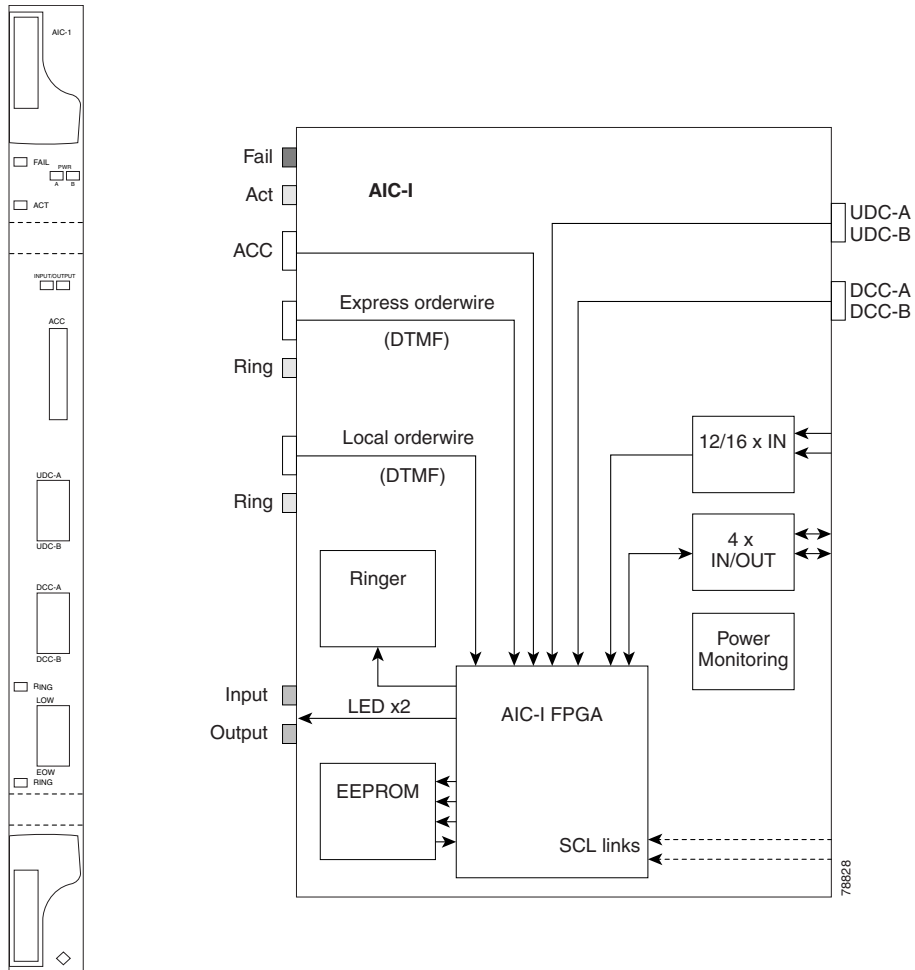 AIC-1
FAIL
PWR
A B
ACT
INPUT/OUTPUT
ACC
UDC-A
UDC-B
DCC-A
DCC-B
RING
LOW
EOW
RING
Fail
Act
AIC-I
UDC-A
UDC-B
ACC
DCC-A
DCC-B
Express orderwire
(DTMF)
Ring
Local orderwire
(DTMF)
Ring
12/16 x IN
4 x
IN/OUT
Ringer
Power
Monitoring
Input
LED x2
Output
AIC-I FPGA
EEPROM
SCL links
78828